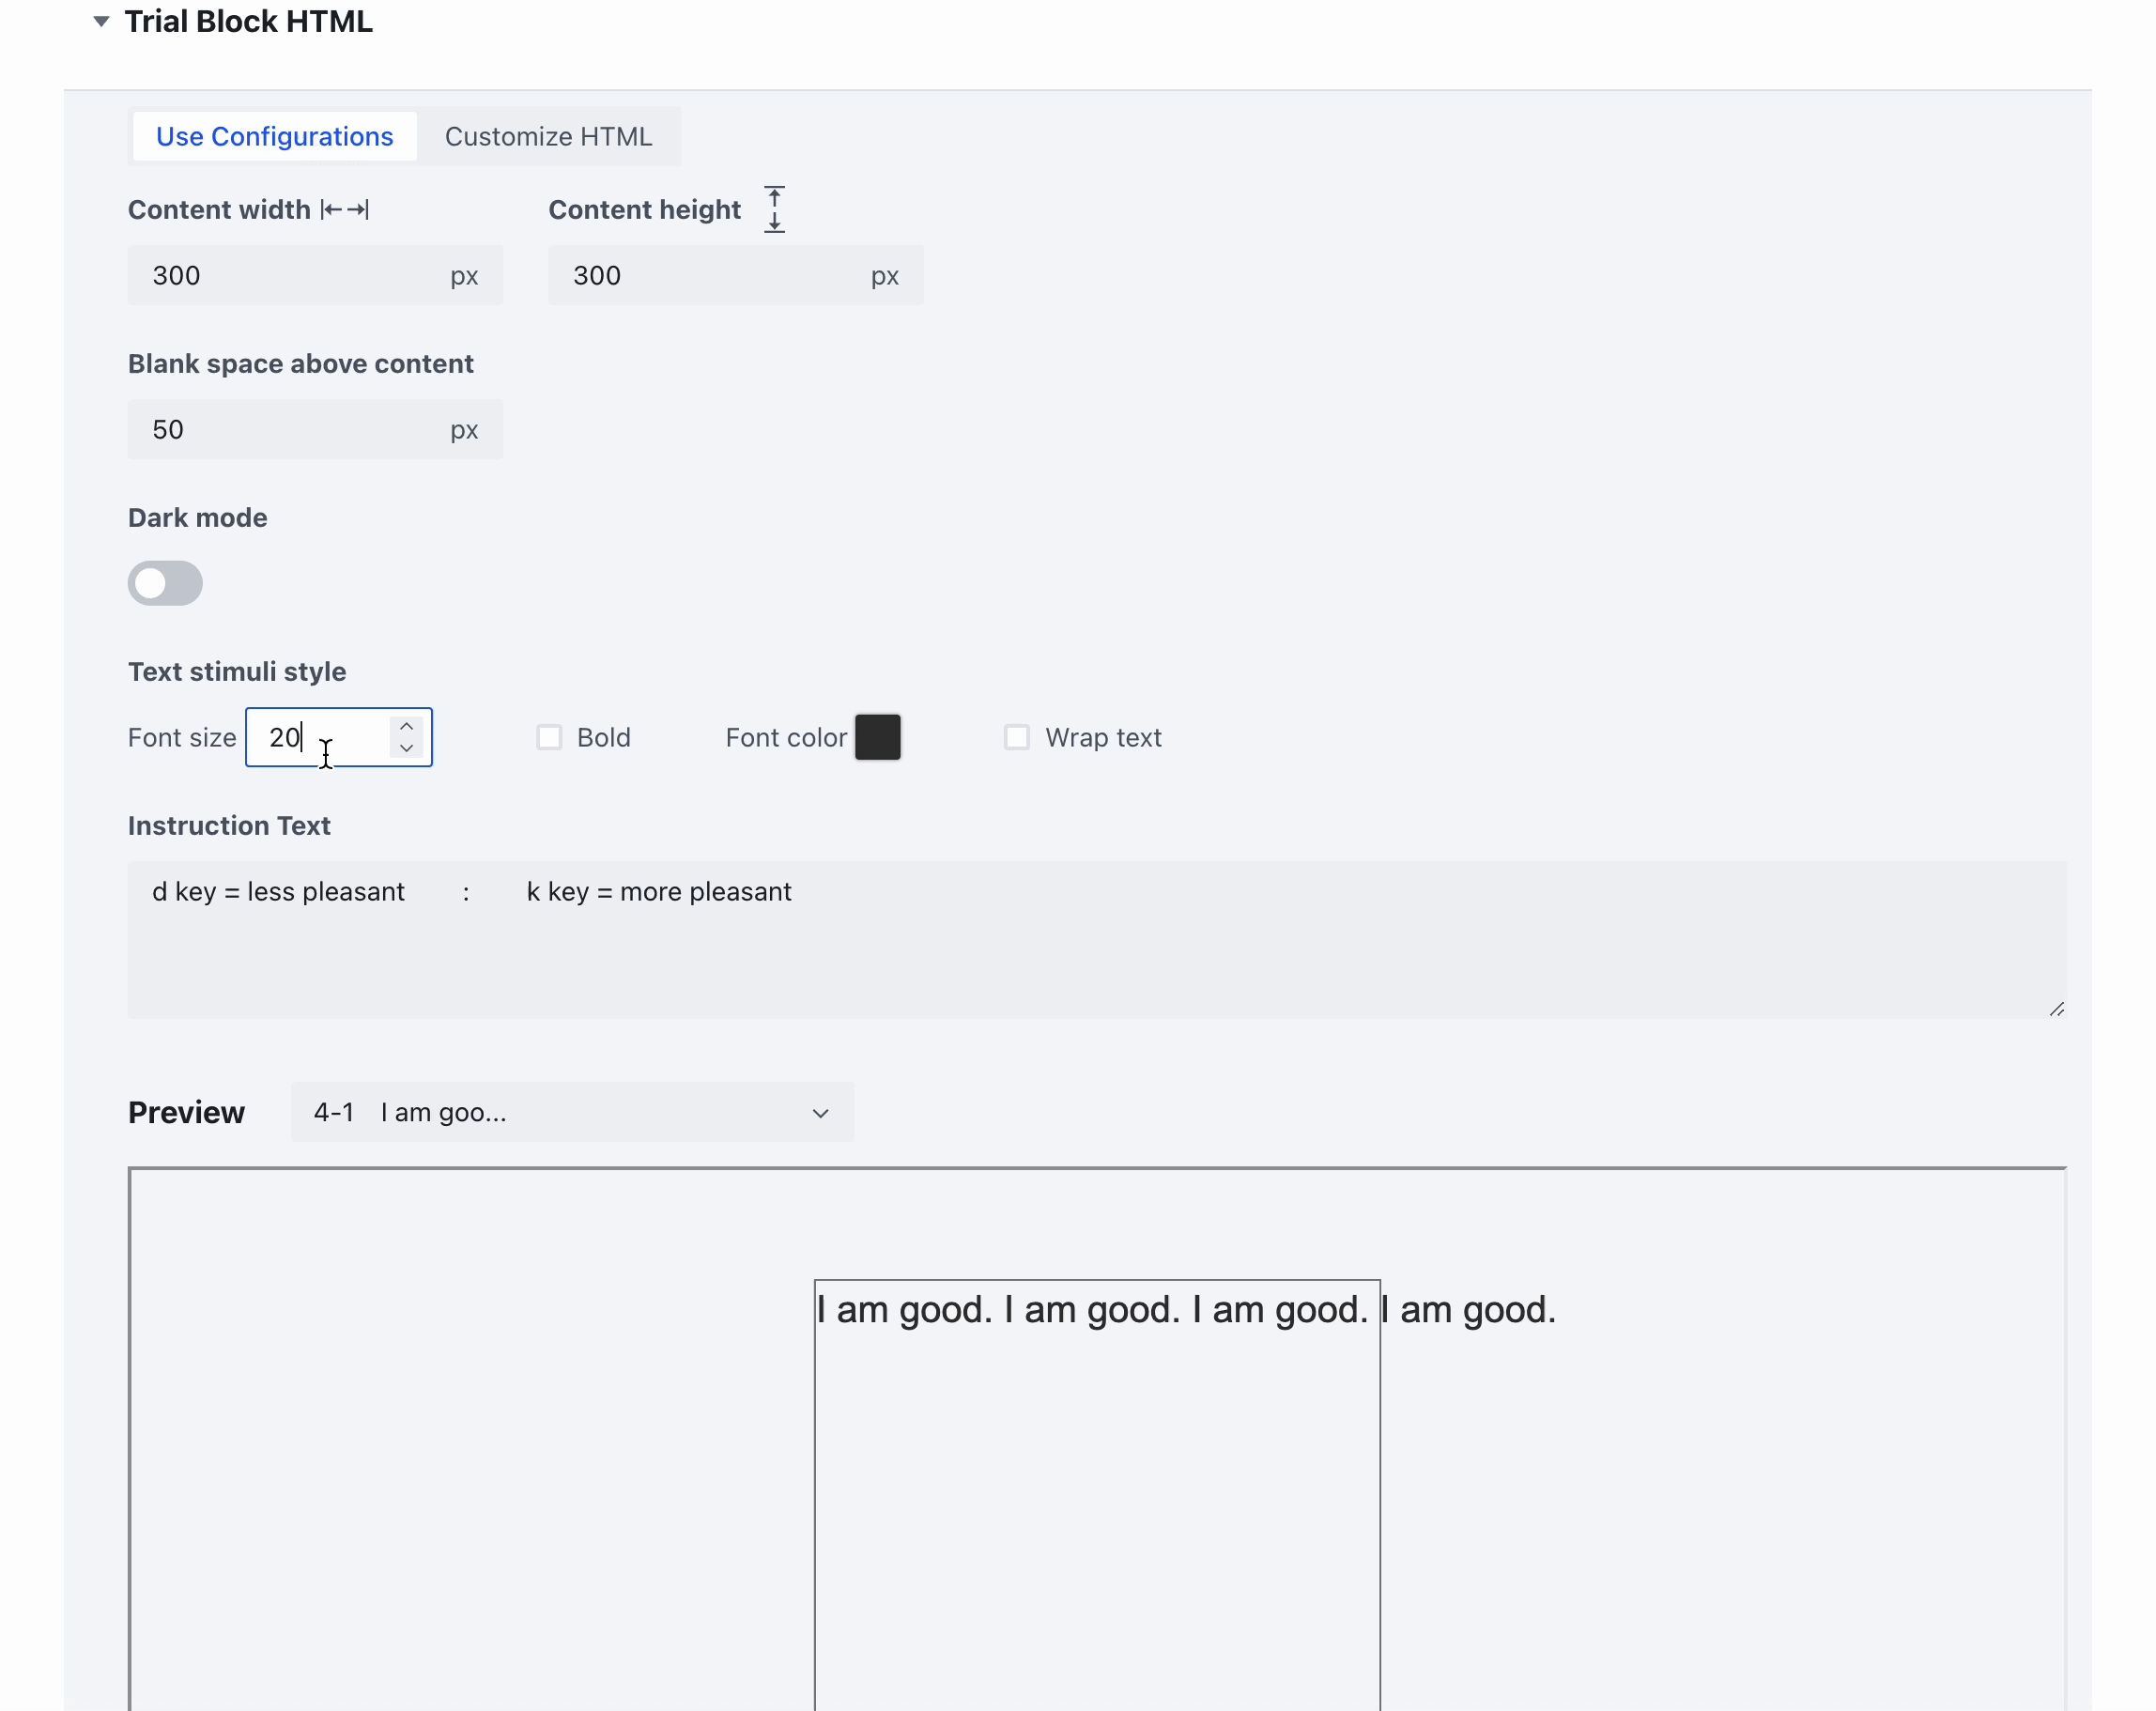 Trial Block HTML
Use Configurations Customize HTML
Content width Content height
300 px 300 px
Blank space above content
50 px
Dark mode
Text stimuli style
Font size 20 Bold Font color Wrap text
Instruction Text
d key = less pleasant : k key = more pleasant
Preview 4-1 I am goo...
I am good. I am good. I am good. I am good.